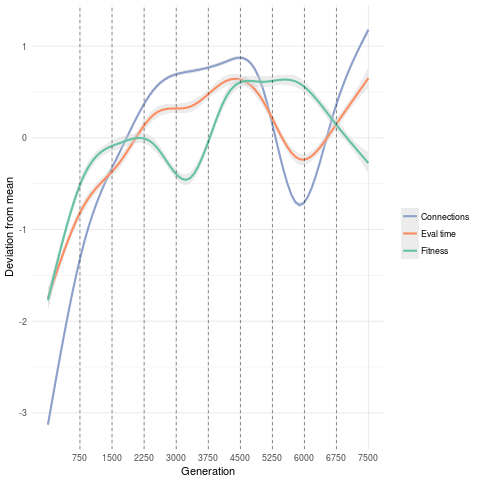 Deviation from mean
1
0
-1
-2
-3
750 1500 2250 3000 3750 4500 5250 6000 6750 7500
Generation
Connections
Eval time
Fitness